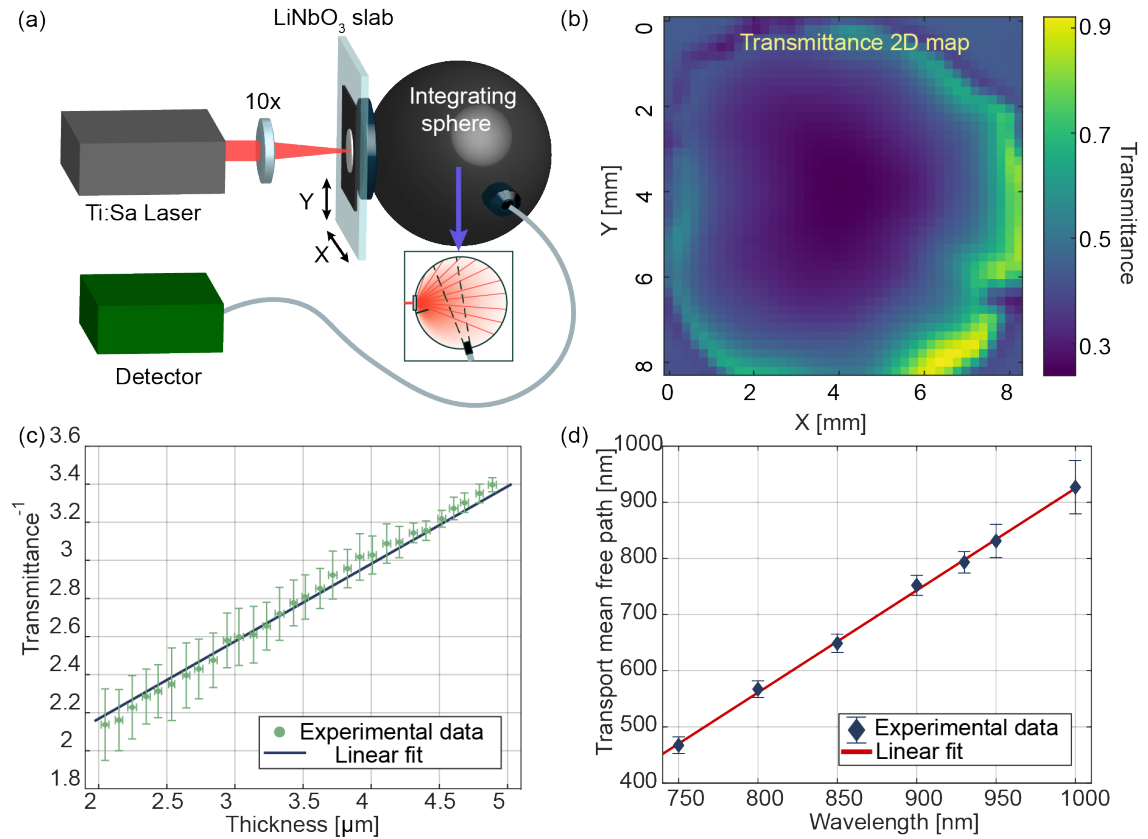 (a)
LiNbO3 slab
10x
Integrating
sphere
Ti:Sa Laser
Y
X
Detector
(b)
Transmittance 2D map
0
2
4
6
8
Y [mm]
0
2
4
6
8
X [mm]
0.9
0.7
0.5
0.3
Transmittance
(c)
3.6
3.4
3.2
3
2.8
2.6
2.4
2.2
2
1.8
Transmittance-1
Experimental data
Linear fit
2
2.5
3
3.5
4
4.5
5
Thickness [μm]
(d)
1000
900
800
700
600
500
400
Transport mean free path [nm]
Experimental data
Linear fit
750
800
850
900
950
1000
Wavelength [nm]